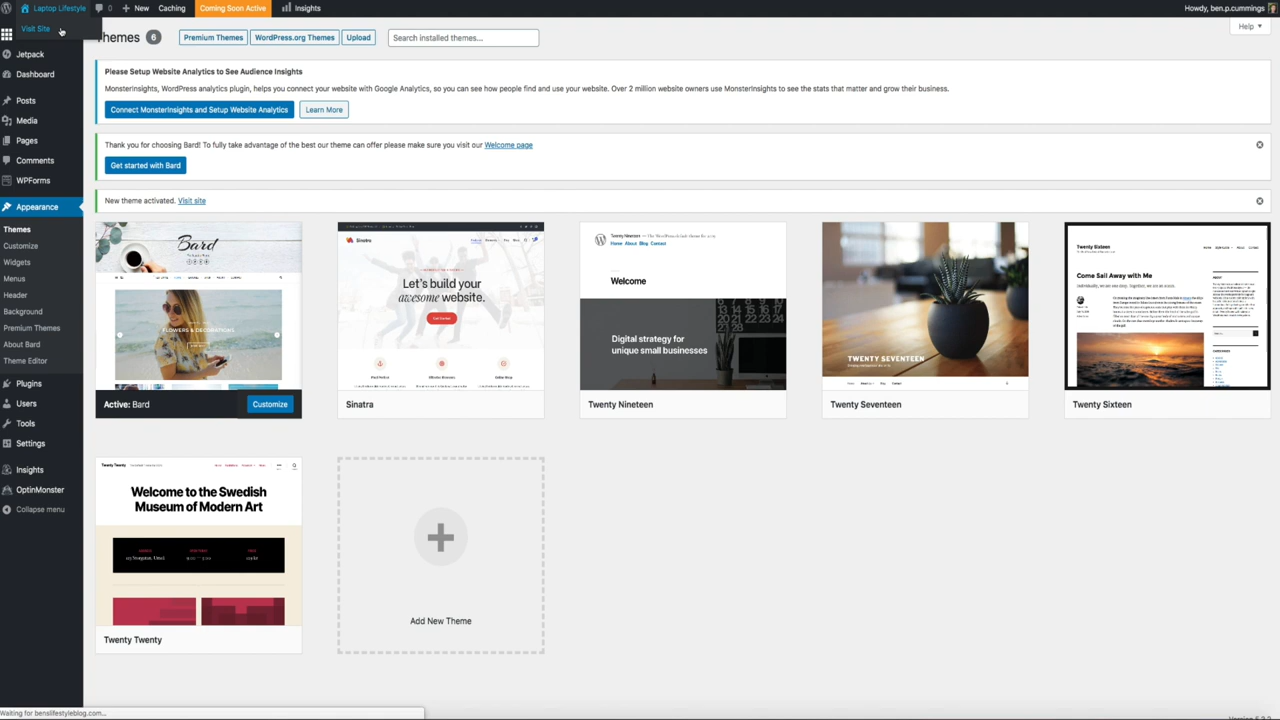 Laptop Lifestyle 0 New Caching Coming Soon Active Insights Howdy, ben.p.cummings
Visit Site
Themes 6 Premium Themes WordPress.org Themes Upload Search installed themes... Help
Jetpack
Dashboard
Posts
Media
Pages
Comments
WPForms
Appearance
Themes
Customize
Widgets
Menus
Header
Background
Premium Themes
About Bard
Theme Editor
Plugins
Users
Tools
Settings
Insights
OptinMonster
Collapse menu
Please Setup Website Analytics to See Audience Insights
MonsterInsights, WordPress analytics plugin, helps you connect your website with Google Analytics, so you can see how people find and use your website. Over 2 million website owners use MonsterInsights to see the stats that matter and grow their business.
Connect MonsterInsights and Setup Website Analytics Learn More
Thank you for choosing Bard! To fully take advantage of the best our theme can offer please make sure you visit our Welcome page
Get started with Bard
New theme activated. Visit site
Bard
FLOWERS & DECORATIONS
Active: Bard Customize
Sinatra
Let's build your
awesome website.
Sinatra
Twenty Nineteen
Home About Blog Contact
Welcome
Digital strategy for
unique small businesses
Twenty Nineteen
TWENTY SEVENTEEN
Twenty Seventeen
Twenty Sixteen
Come Sail Away with Me
Twenty Sixteen
Welcome to the Swedish
Museum of Modern Art
Twenty Twenty
Add New Theme
Waiting for benslifestyleblog.com...